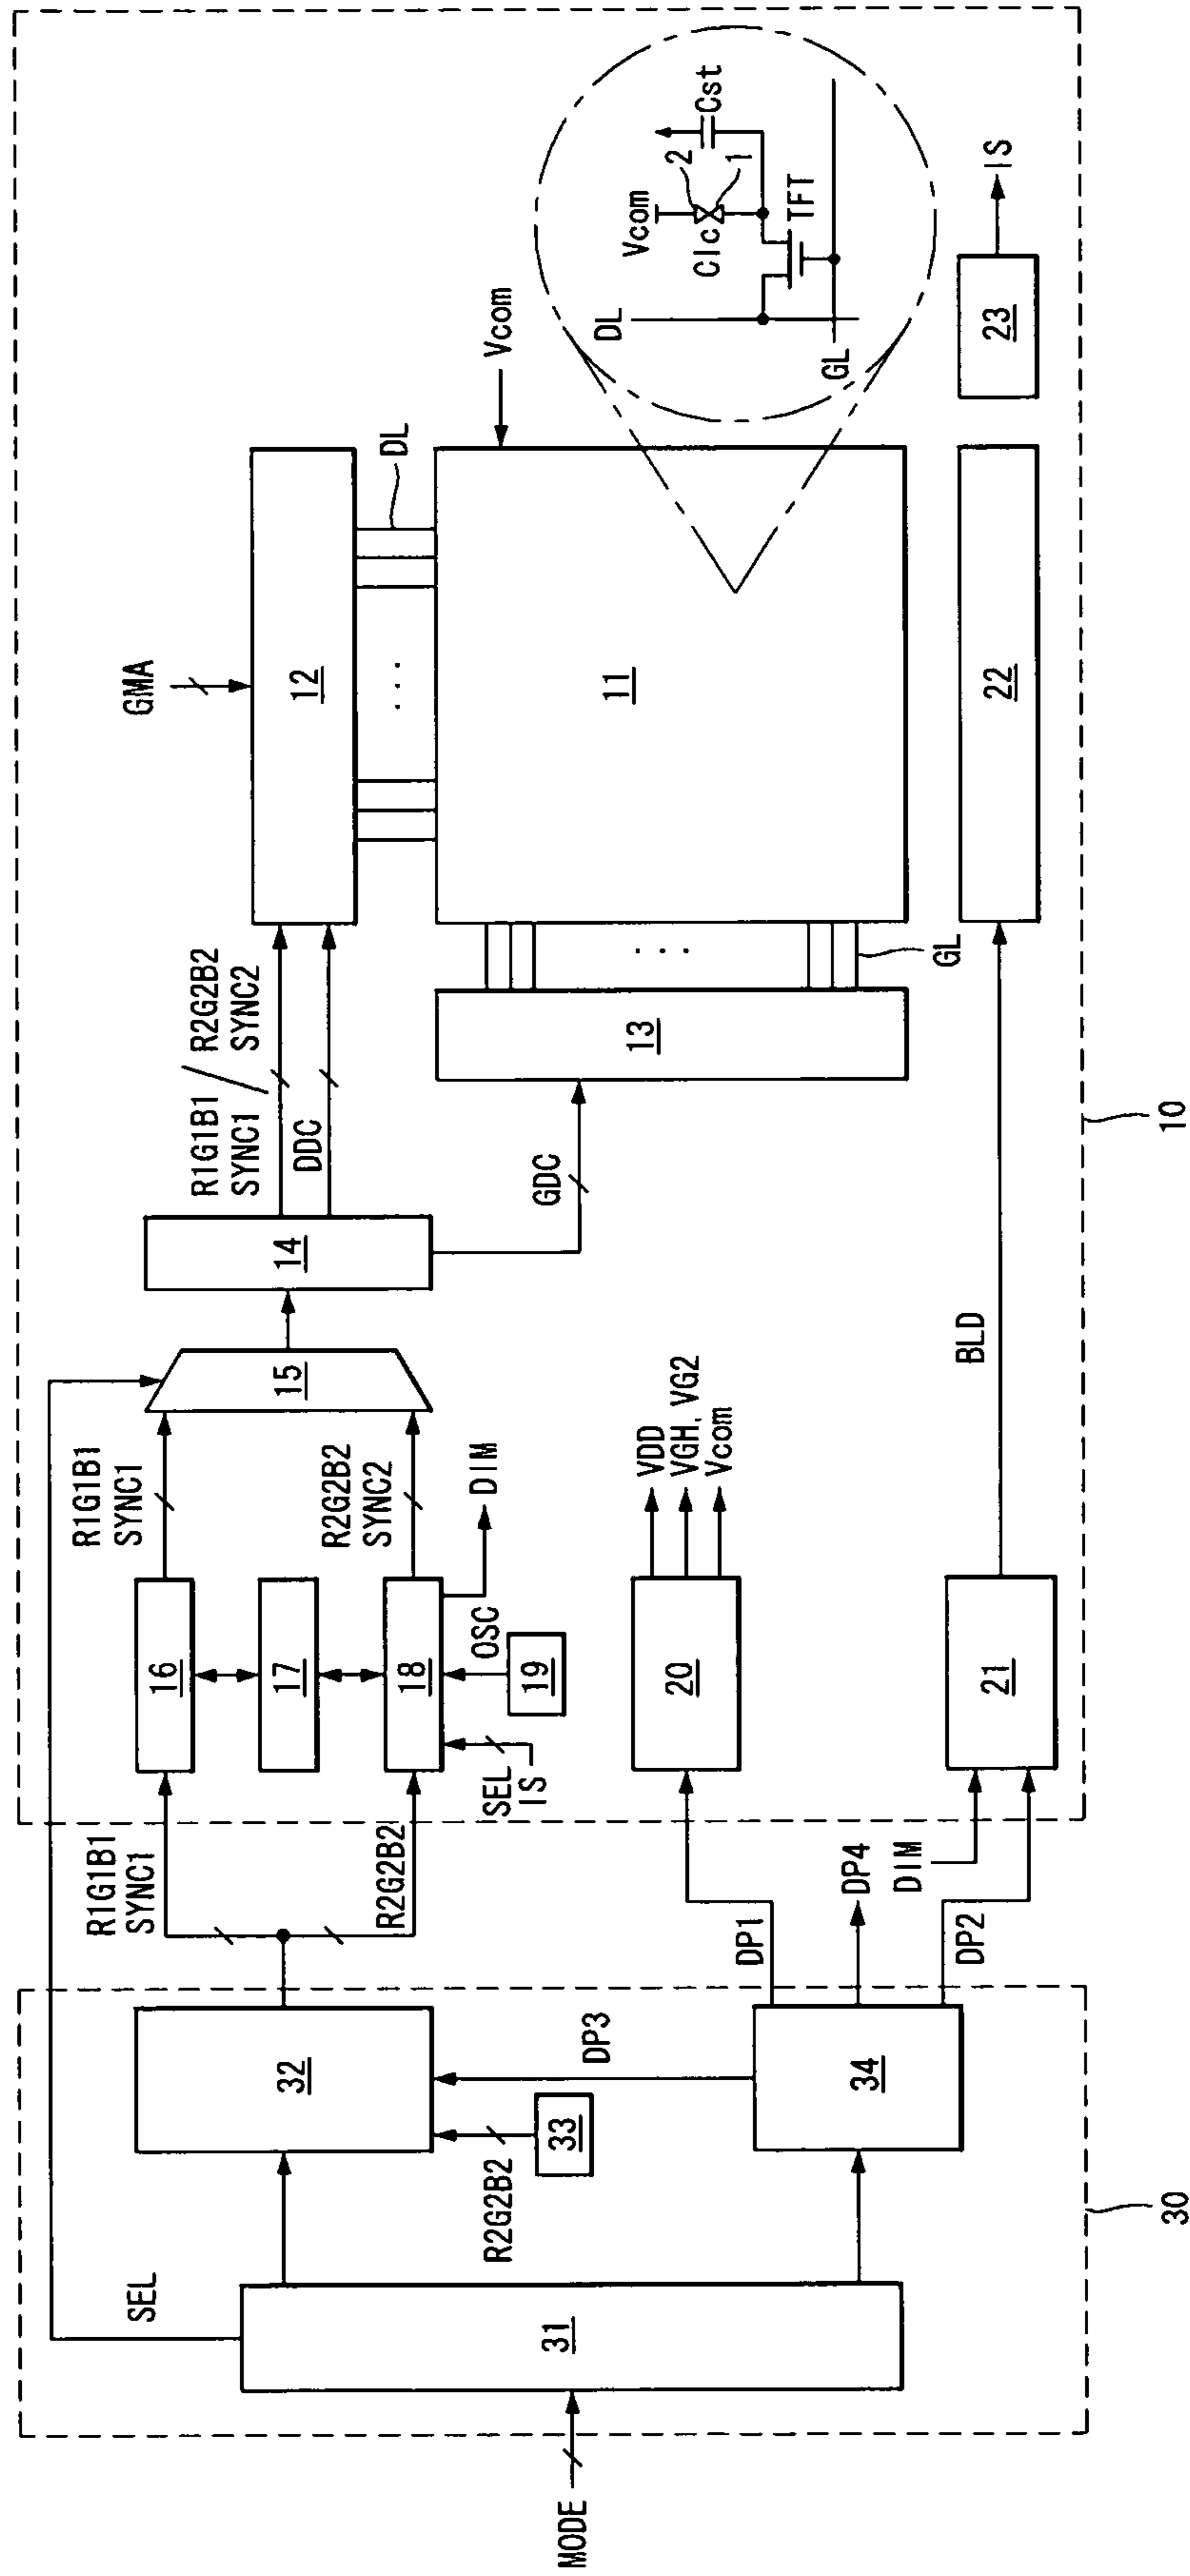 MODE
30
31
SEL
32
R2G2B2
33
DP3
34
DP1
DP4
DP2
DIM
10
R1G1B1
SYNC1
R2G2B2
16
17
18
SEL
IS
OSC
19
DIM
20
VDD
VGH, VG2
Vcom
21
BLD
R1G1B1
SYNC1
R2G2B2
SYNC2
15
14
R1G1B1 / R2G2B2
SYNC1 SYNC2
DDC
GDC
GMA
12
DL
13
GL
11
Vcom
22
23
IS
DL
GL
TFT
Vcom
Clc
2
1
Cst